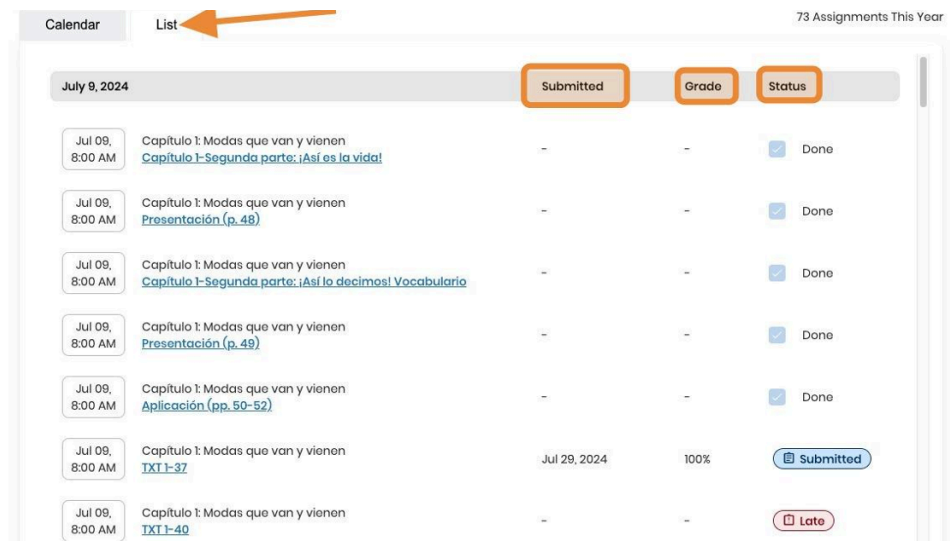 Calendar List 73 Assignments This Year
July 9, 2024 Submitted Grade Status
Jul 09, 8:00 AM
Capítulo 1: Modas que van y vienen
Capítulo 1-Segunda parte: ¡Así es la vida!
- - Done
Jul 09, 8:00 AM
Capítulo 1: Modas que van y vienen
Presentación (p. 48)
- - Done
Jul 09, 8:00 AM
Capítulo 1: Modas que van y vienen
Capítulo 1-Segunda parte: ¡Así lo decimos! Vocabulario
- - Done
Jul 09, 8:00 AM
Capítulo 1: Modas que van y vienen
Presentación (p. 49)
- - Done
Jul 09, 8:00 AM
Capítulo 1: Modas que van y vienen
Aplicación (pp. 50-52)
- - Done
Jul 09, 8:00 AM
Capítulo 1: Modas que van y vienen
TXT 1-37
Jul 29, 2024 100% Submitted
Jul 09, 8:00 AM
Capítulo 1: Modas que van y vienen
TXT 1-40
- - Late